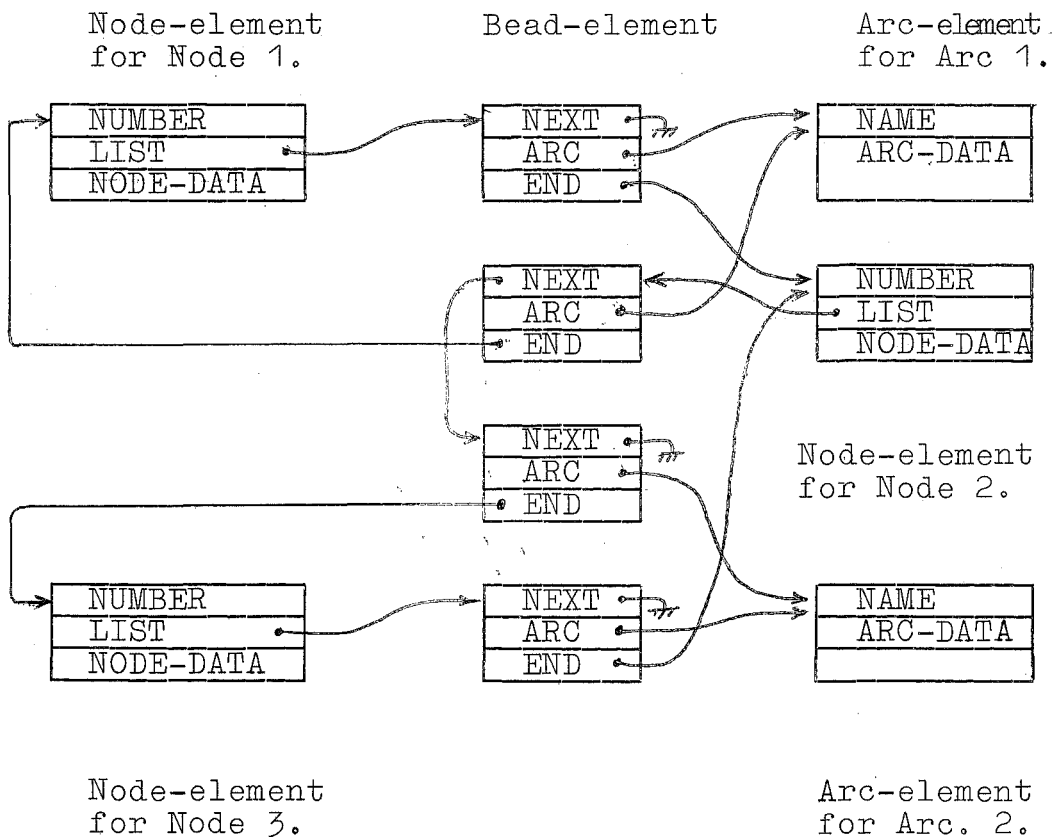 Node-element
for Node 1.
Bead-element
Arc-element
for Arc 1.
NUMBER
LIST
NODE-DATA
NEXT
ARC
END
NAME
ARC-DATA
NEXT
ARC
END
NUMBER
LIST
NODE-DATA
NEXT
ARC
END
Node-element
for Node 2.
NUMBER
LIST
NODE-DATA
NEXT
ARC
END
NAME
ARC-DATA
Node-element
for Node 3.
Arc-element
for Arc. 2.